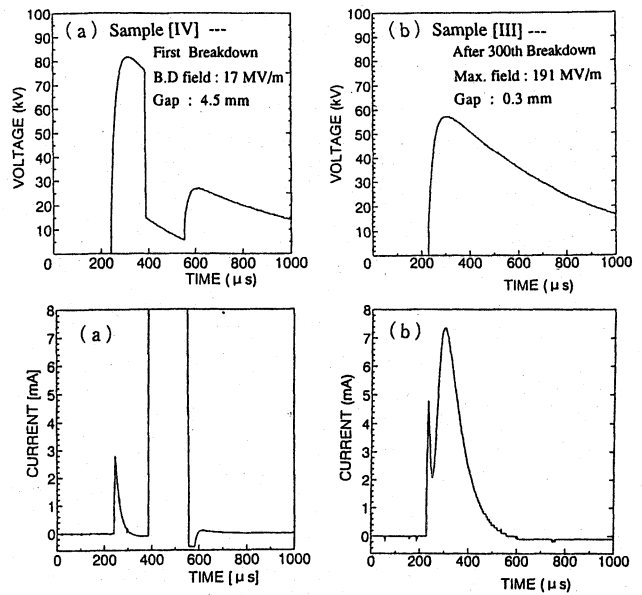 (a) Sample [IV] ---
First Breakdown
B.D field : 17 MV/m
Gap : 4.5 mm
VOLTAGE (kV)
100
90
80
70
60
50
40
30
20
10
0
0 200 400 600 800 1000
TIME (μs)
(b) Sample [III] ---
After 300th Breakdown
Max. field : 191 MV/m
Gap : 0.3 mm
VOLTAGE (kV)
100
90
80
70
60
50
40
30
20
10
0
0 200 400 600 800 1000
TIME (μs)
(a)
CURRENT [mA]
8
7
6
5
4
3
2
1
0
0 200 400 600 800 1000
TIME [μs]
(b)
CURRENT (mA)
8
7
6
5
4
3
2
1
0
0 200 400 600 800 1000
TIME (μs)